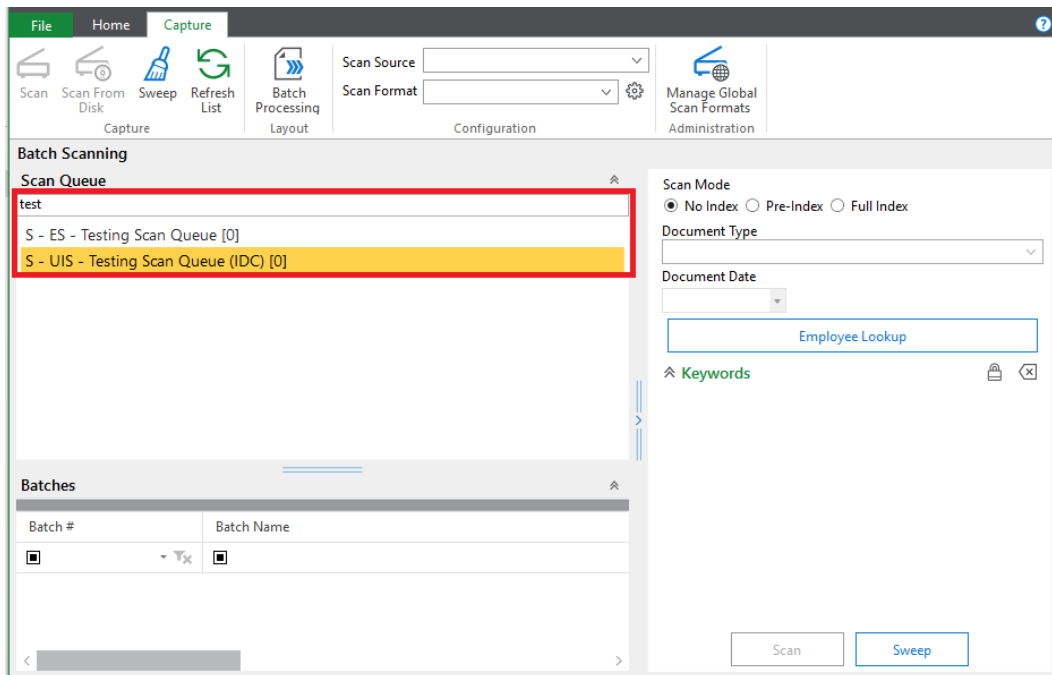 File Home Capture
Scan Scan From Disk Sweep Refresh List
Capture
Batch Processing
Layout
Scan Source
Scan Format
Configuration
Manage Global Scan Formats
Administration
Batch Scanning
Scan Queue
test
S - ES - Testing Scan Queue [0]
S - UIS - Testing Scan Queue (IDC) [0]
Scan Mode
No Index Pre-Index Full Index
Document Type
Document Date
Employee Lookup
Keywords
Batches
Batch # Batch Name
Scan Sweep